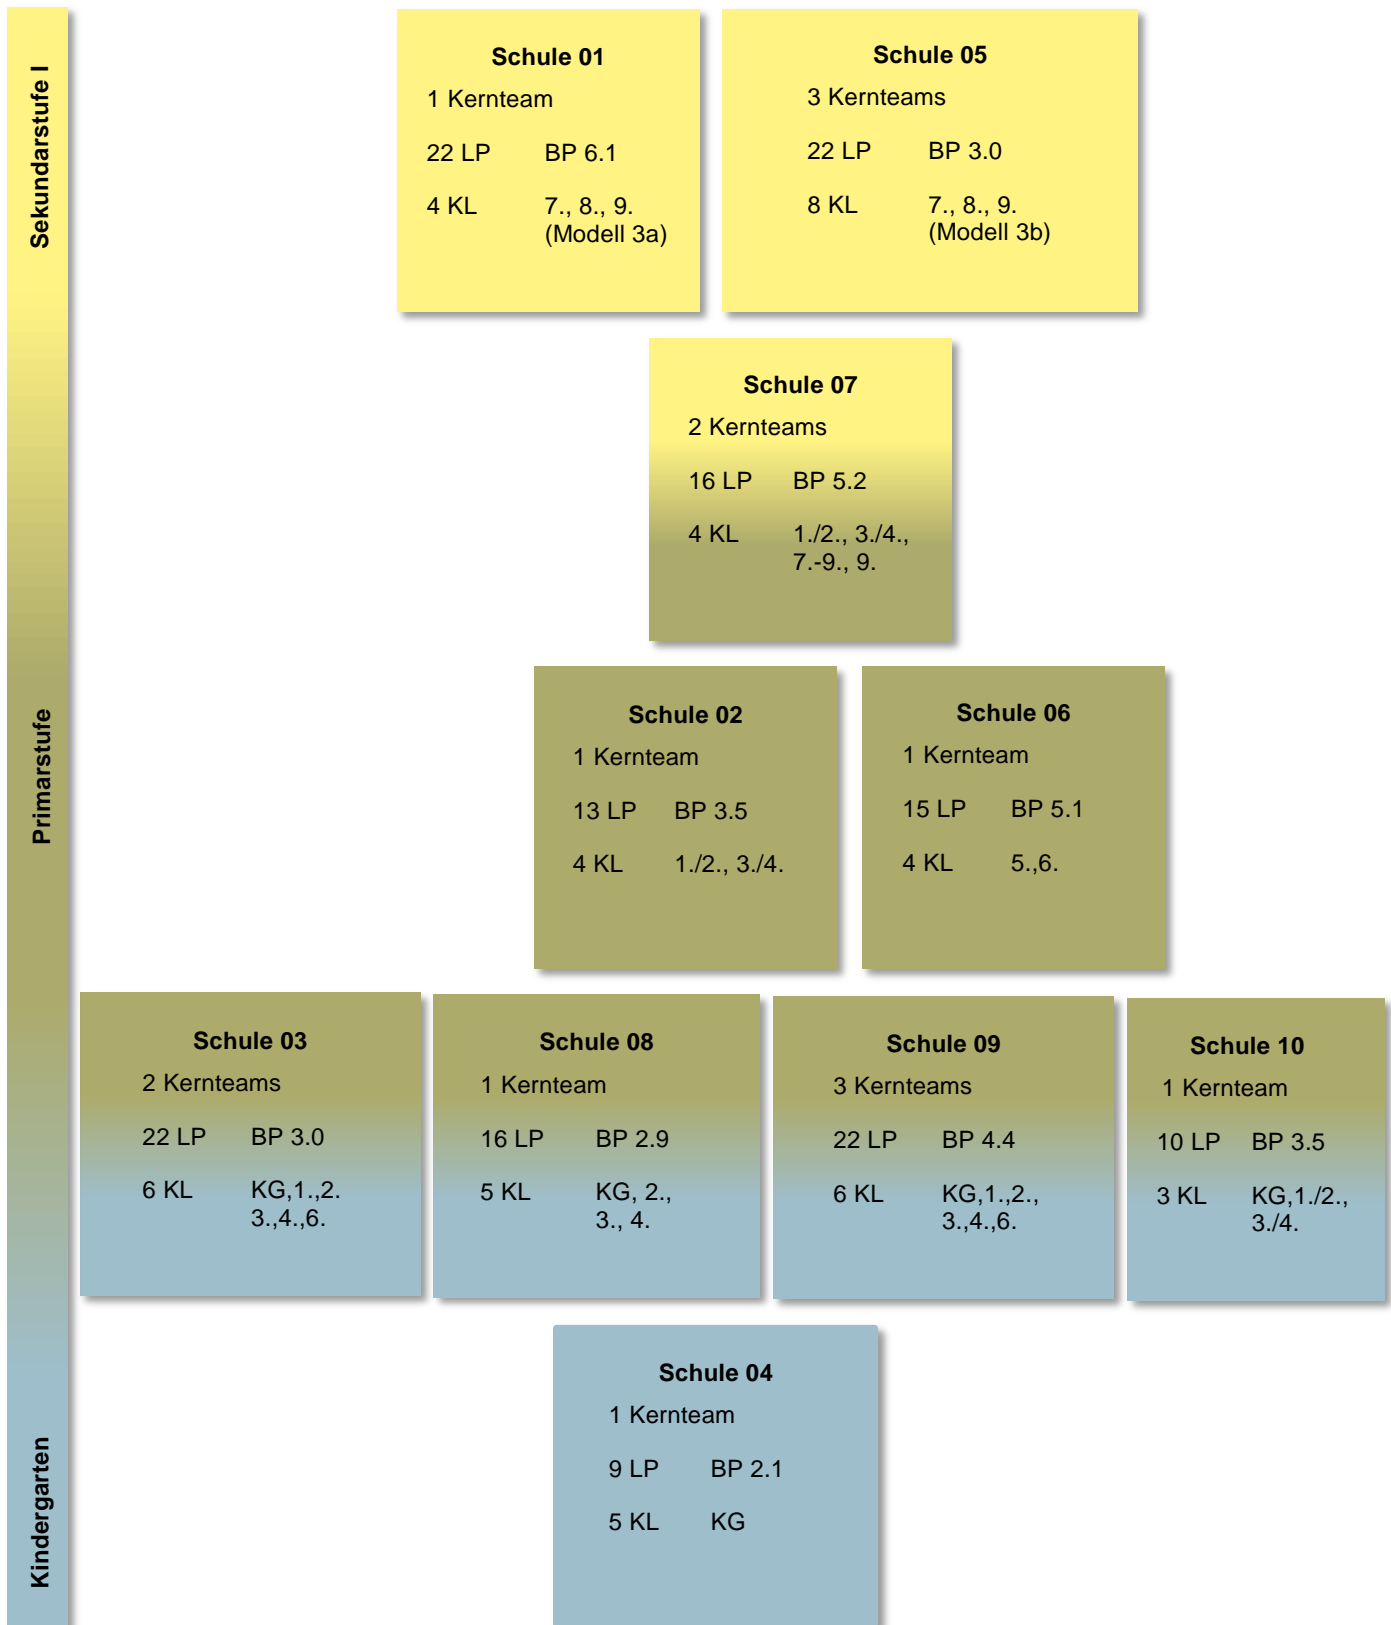 Sekundarstufe I
Primarstufe
Kindergarten
Schule 01
1 Kernteam
22 LP BP 6.1
4 KL 7., 8., 9.
(Modell 3a)
Schule 05
3 Kernteams
22 LP BP 3.0
8 KL 7., 8., 9.
(Modell 3b)
Schule 07
2 Kernteams
16 LP BP 5.2
4 KL 1./2., 3./4.,
7.-9., 9.
Schule 02
1 Kernteam
13 LP BP 3.5
4 KL 1./2., 3./4.
Schule 06
1 Kernteam
15 LP BP 5.1
4 KL 5.,6.
Schule 03
2 Kernteams
22 LP BP 3.0
6 KL KG,1.,2.
3.,4.,6.
Schule 08
1 Kernteam
16 LP BP 2.9
5 KL KG, 2.,
3., 4.
Schule 09
3 Kernteams
22 LP BP 4.4
6 KL KG,1.,2.,
3.,4.,6.
Schule 10
1 Kernteam
10 LP BP 3.5
3 KL KG,1./2.,
3./4.
Schule 04
1 Kernteam
9 LP BP 2.1
5 KL KG